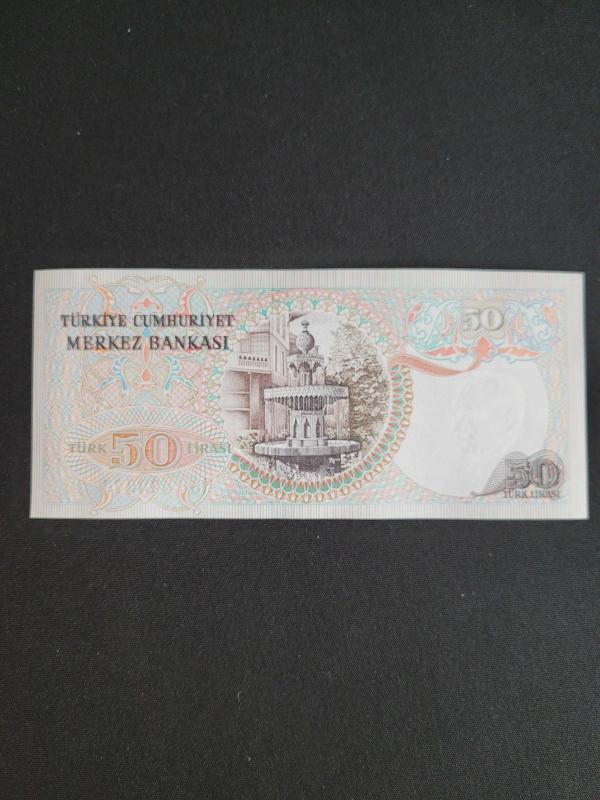 TÜRKİYE CUMHURİYET
MERKEZ BANKASI
50
TÜRK 50 LİRASI
50
TÜRK LİRASI